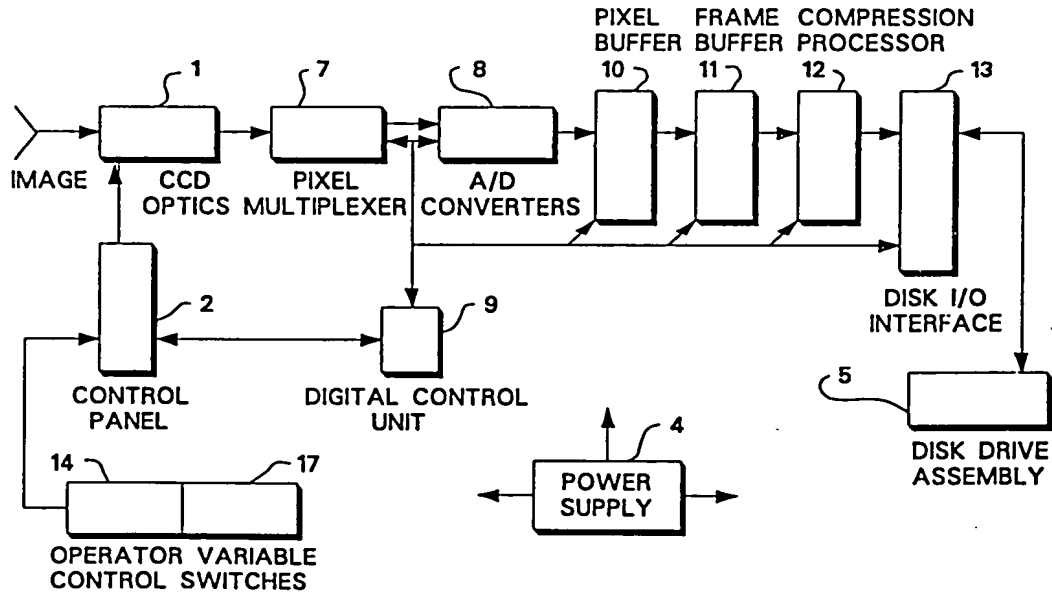 PIXEL BUFFER
FRAME BUFFER
COMPRESSION PROCESSOR
1
7
8
10
11
12
13
IMAGE
CCD OPTICS
PIXEL MULTIPLEXER
A/D CONVERTERS
2
9
DISK I/O INTERFACE
CONTROL PANEL
DIGITAL CONTROL UNIT
5
4
DISK DRIVE ASSEMBLY
14
17
POWER SUPPLY
OPERATOR VARIABLE
CONTROL SWITCHES